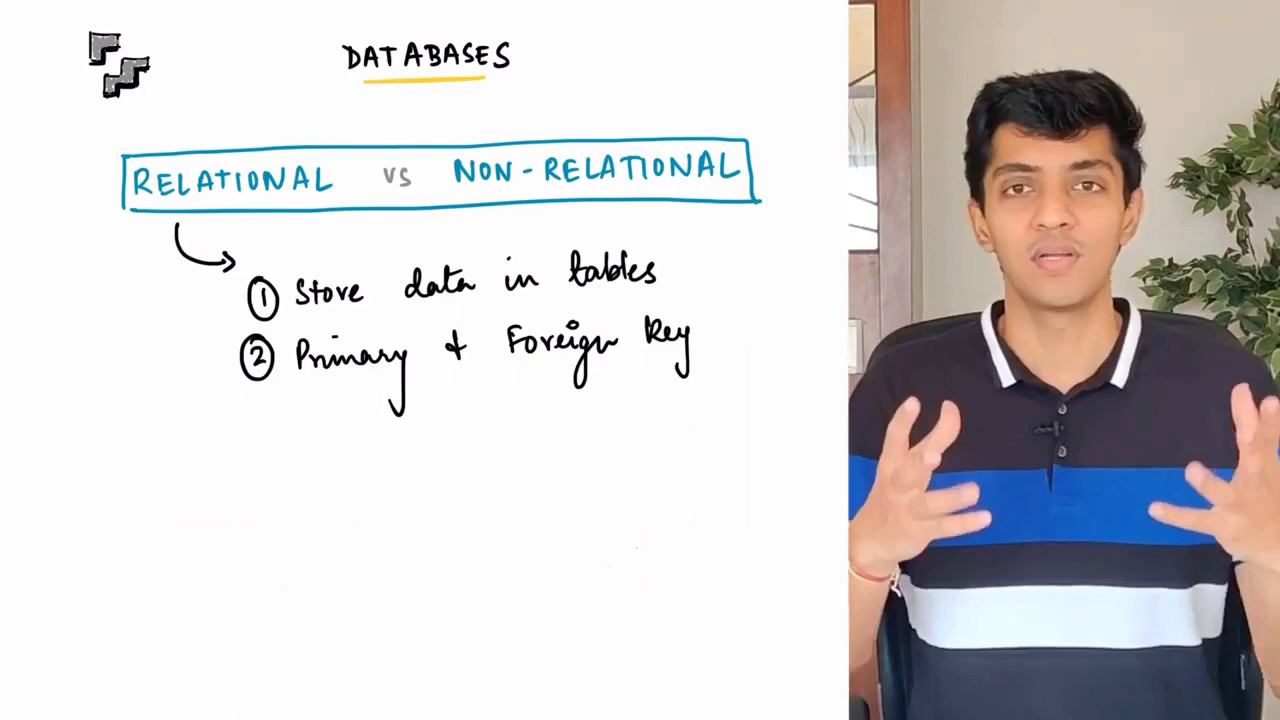 DATABASES
RELATIONAL vs NON-RELATIONAL
① Store data in tables
② Primary & Foreign key